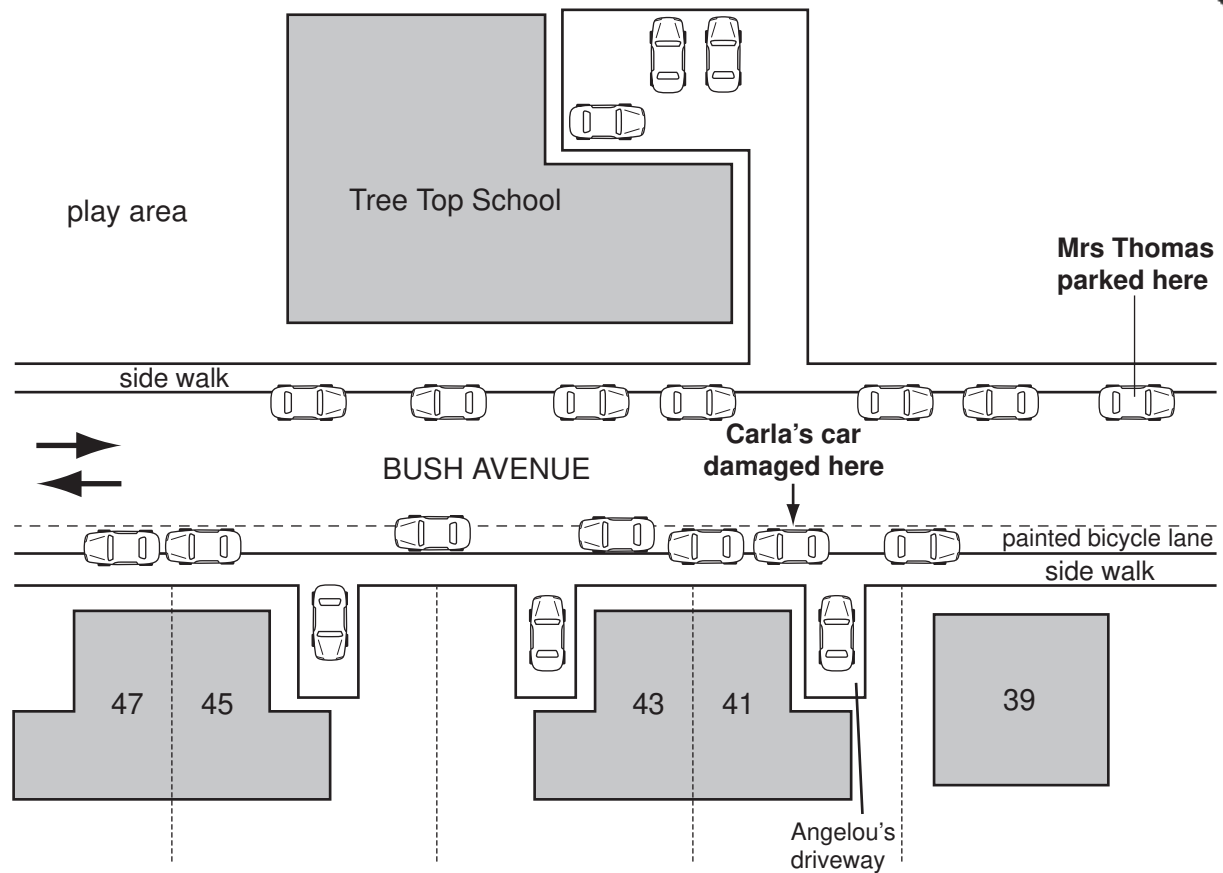 Tree Top School
play area
Mrs Thomas
parked here
side walk
Carla's car
damaged here
BUSH AVENUE
painted bicycle lane
side walk
47
45
43
41
39
Angelou's
driveway